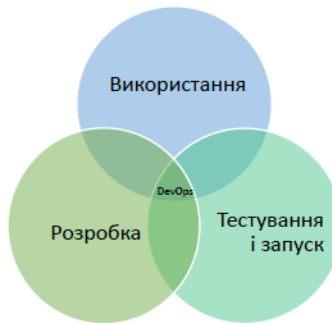 Використання
DevOps
Розробка
Тестування
і запуск